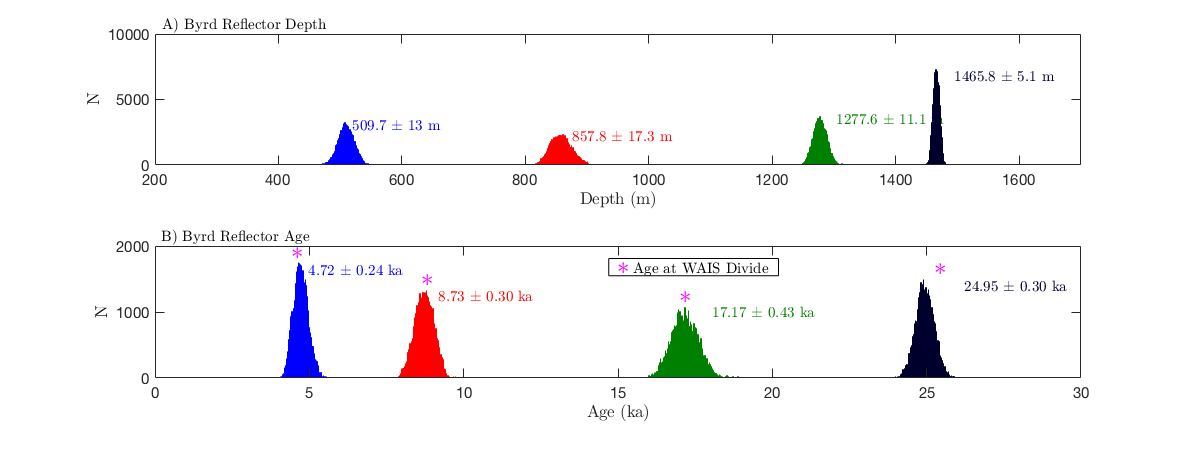 A) Byrd Reflector Depth
10000
5000
0
N
509.7 ± 13 m
857.8 ± 17.3 m
1277.6 ± 11.1
1465.8 ± 5.1 m
200 400 600 800 1000 1200 1400 1600
Depth (m)
B) Byrd Reflector Age
2000
1000
0
N
* Age at WAIS Divide
4.72 ± 0.24 ka
8.73 ± 0.30 ka
17.17 ± 0.43 ka
24.95 ± 0.30 ka
0 5 10 15 20 25 30
Age (ka)